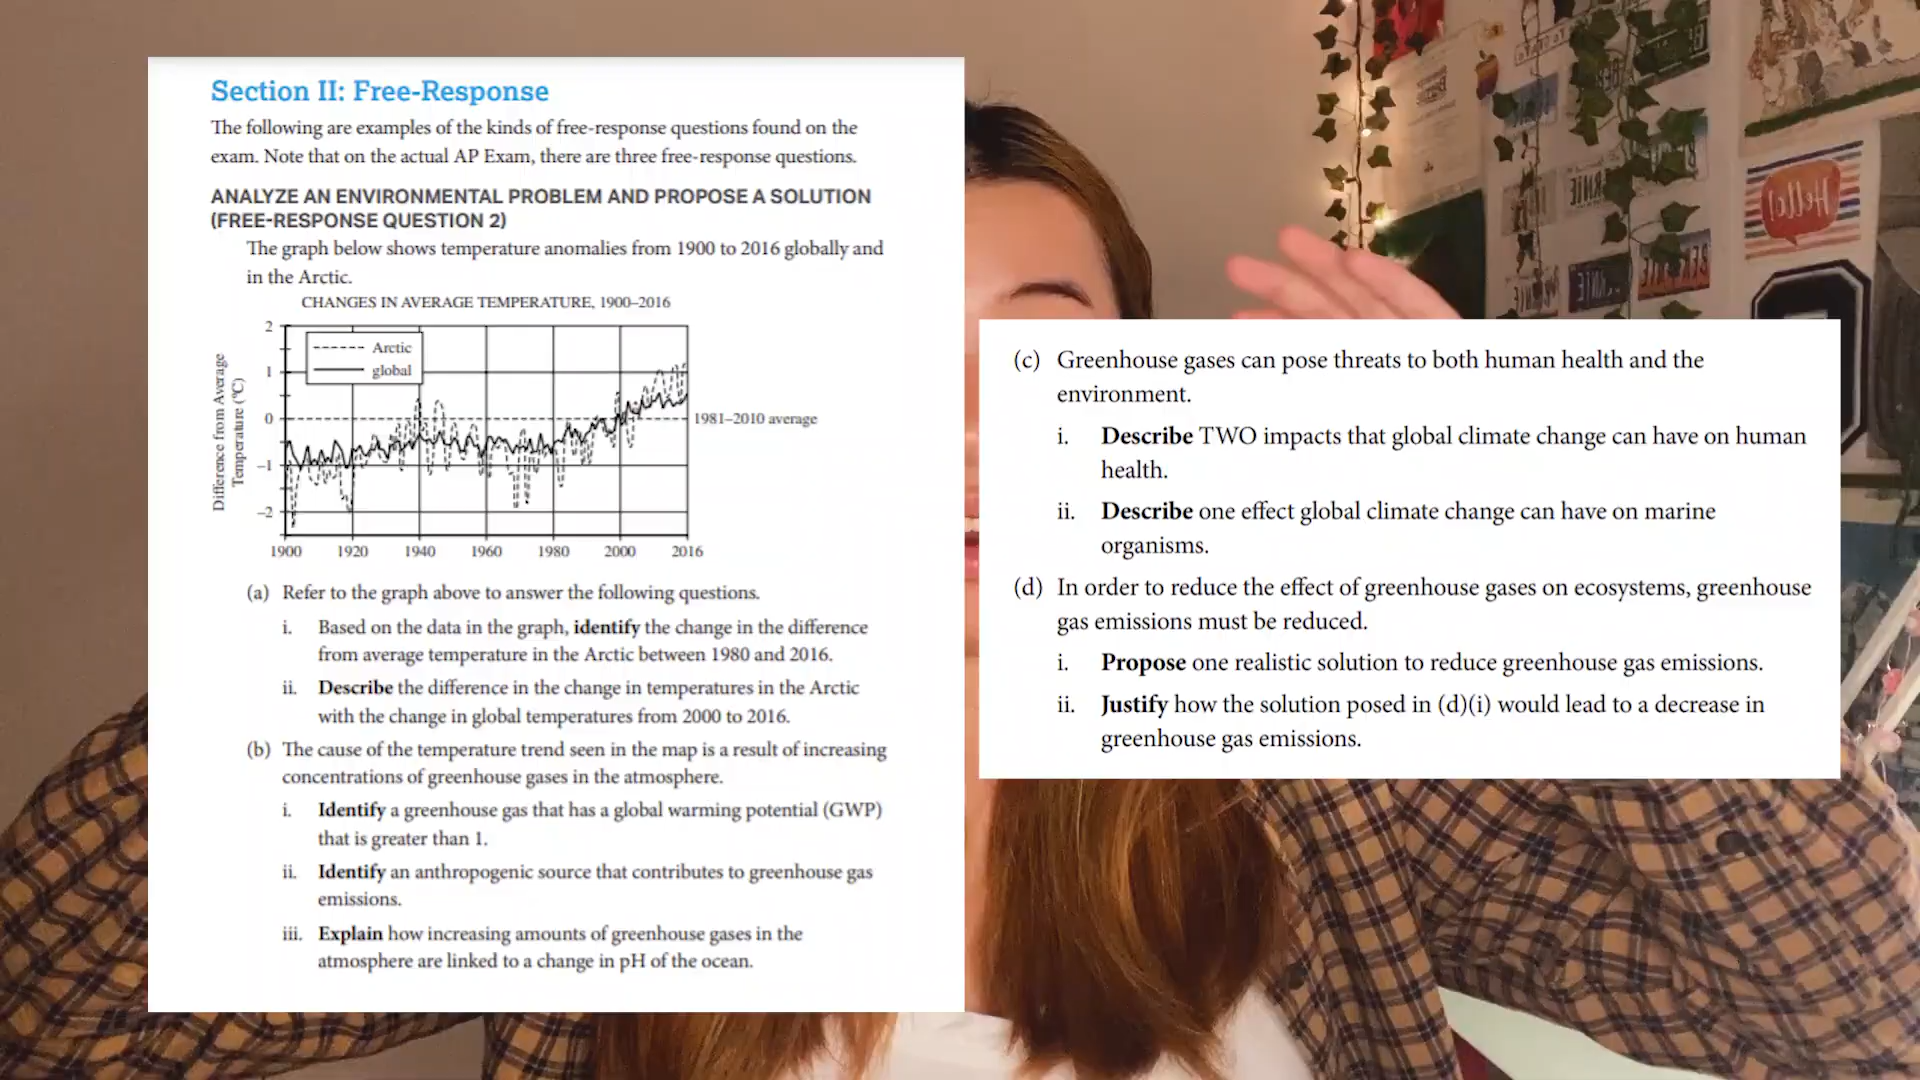 Section II: Free-Response
The following are examples of the kinds of free-response questions found on the
exam. Note that on the actual AP Exam, there are three free-response questions.
ANALYZE AN ENVIRONMENTAL PROBLEM AND PROPOSE A SOLUTION
(FREE-RESPONSE QUESTION 2)
The graph below shows temperature anomalies from 1900 to 2016 globally and
in the Arctic.
CHANGES IN AVERAGE TEMPERATURE, 1900–2016
Difference from Average
Temperature (°C)
2
1
0
–1
–2
Arctic
global
1981–2010 average
1900 1920 1940 1960 1980 2000 2016
(a) Refer to the graph above to answer the following questions.
i. Based on the data in the graph, identify the change in the difference
from average temperature in the Arctic between 1980 and 2016.
ii. Describe the difference in the change in temperatures in the Arctic
with the change in global temperatures from 2000 to 2016.
(b) The cause of the temperature trend seen in the map is a result of increasing
concentrations of greenhouse gases in the atmosphere.
i. Identify a greenhouse gas that has a global warming potential (GWP)
that is greater than 1.
ii. Identify an anthropogenic source that contributes to greenhouse gas
emissions.
iii. Explain how increasing amounts of greenhouse gases in the
atmosphere are linked to a change in pH of the ocean.
(c) Greenhouse gases can pose threats to both human health and the
environment.
i. Describe TWO impacts that global climate change can have on human
health.
ii. Describe one effect global climate change can have on marine
organisms.
(d) In order to reduce the effect of greenhouse gases on ecosystems, greenhouse
gas emissions must be reduced.
i. Propose one realistic solution to reduce greenhouse gas emissions.
ii. Justify how the solution posed in (d)(i) would lead to a decrease in
greenhouse gas emissions.
Hello!